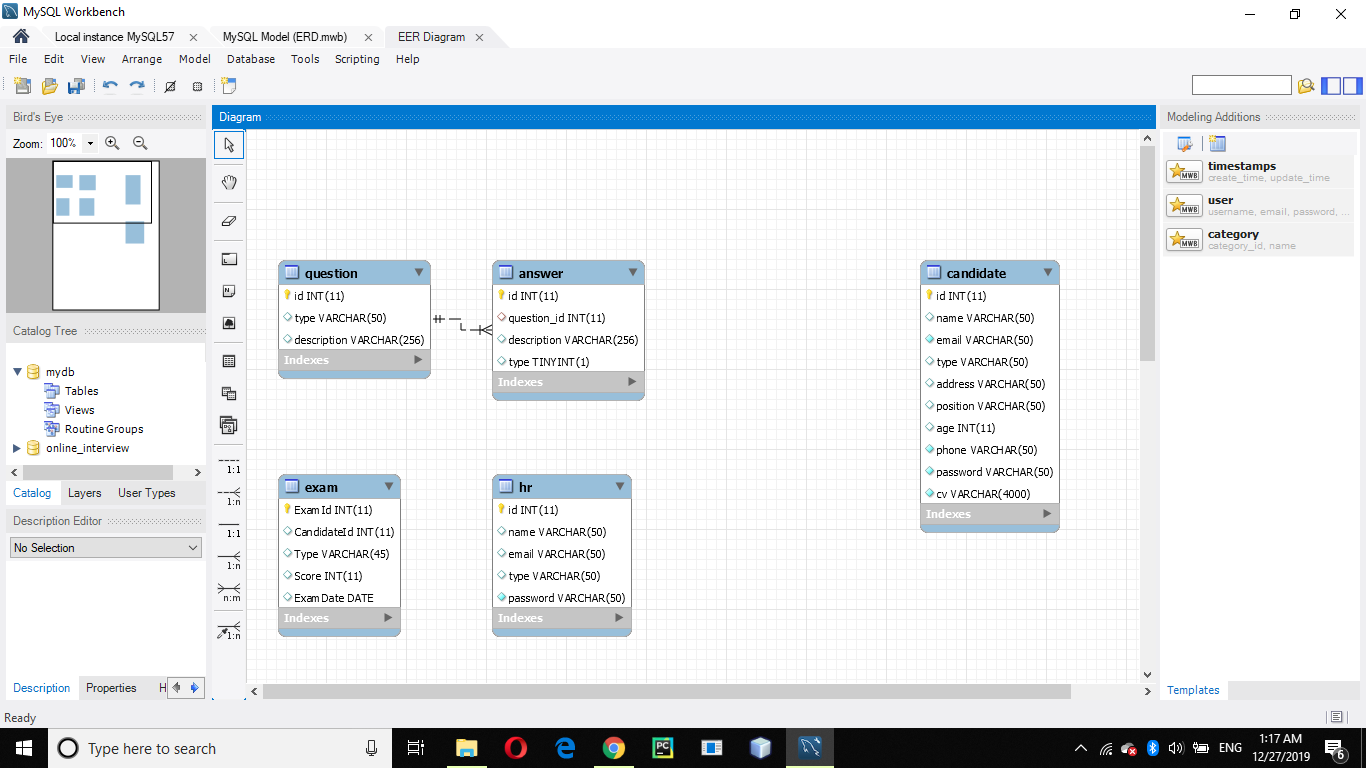 MySQL Workbench
Local instance MySQL57
MySQL Model (ERD.mwb)
EER Diagram
File Edit View Arrange Model Database Tools Scripting Help
Bird's Eye
Zoom: 100%
Catalog Tree
mydb
Tables
Views
Routine Groups
online_interview
Catalog Layers User Types
Description Editor
No Selection
Description Properties H
Diagram
1:1
1:n
1:1
1:n
n:m
1:n
question
id INT(11)
type VARCHAR(50)
description VARCHAR(256)
Indexes
answer
id INT(11)
question_id INT(11)
description VARCHAR(256)
type TINYINT(1)
Indexes
candidate
id INT(11)
name VARCHAR(50)
email VARCHAR(50)
type VARCHAR(50)
address VARCHAR(50)
position VARCHAR(50)
age INT(11)
phone VARCHAR(50)
password VARCHAR(50)
cv VARCHAR(4000)
Indexes
exam
ExamId INT(11)
CandidateId INT(11)
Type VARCHAR(45)
Score INT(11)
ExamDate DATE
Indexes
hr
id INT(11)
name VARCHAR(50)
email VARCHAR(50)
type VARCHAR(50)
password VARCHAR(50)
Indexes
Modeling Additions
MWB
timestamps
create_time, update_time
MWB
user
username, email, password, ...
MWB
category
category_id, name
Templates
Ready
Type here to search
PC
ENG
1:17 AM
12/27/2019
6